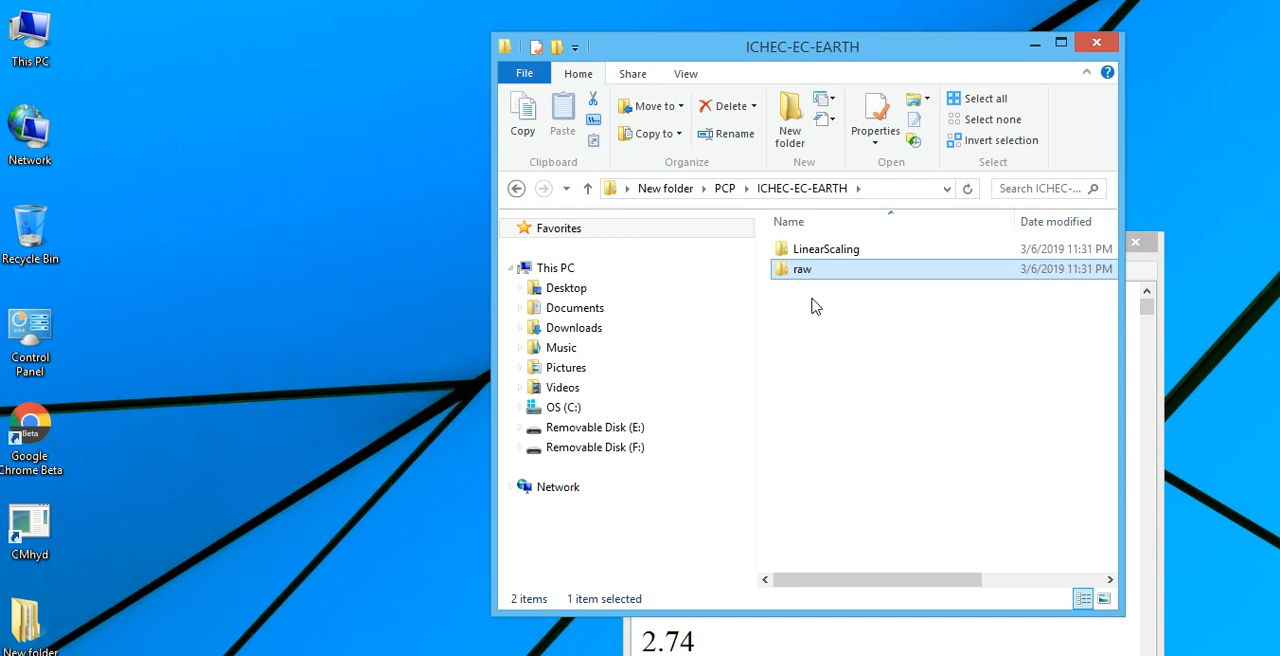 This PC
Network
Recycle Bin
Control
Panel
Beta
Google
Chrome Beta
CMhyd
New folder
ICHEC-EC-EARTH
File Home Share View
Copy Paste
Clipboard
Move to
Copy to
Delete
Rename
Organize
New
folder
New
Properties
Open
Select all
Select none
Invert selection
Select
New folder PCP ICHEC-EC-EARTH
Search ICHEC-...
Favorites
This PC
Desktop
Documents
Downloads
Music
Pictures
Videos
OS (C:)
Removable Disk (E:)
Removable Disk (F:)
Network
Name Date modified
LinearScaling 3/6/2019 11:31 PM
raw 3/6/2019 11:31 PM
2 items 1 item selected
2.74